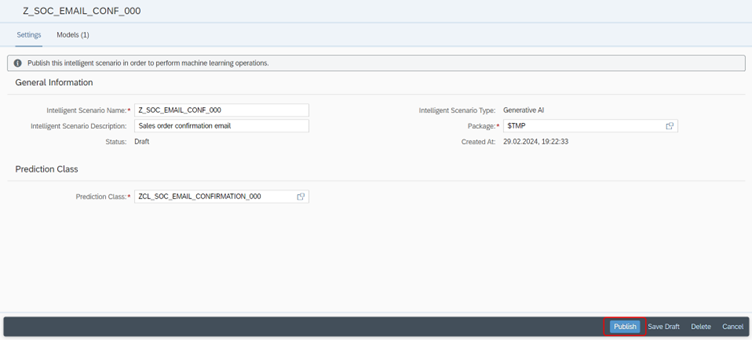 Z_SOC_EMAIL_CONF_000
Settings Models (1)
Publish this intelligent scenario in order to perform machine learning operations.
General Information
Intelligent Scenario Name:* Z_SOC_EMAIL_CONF_000 Intelligent Scenario Type: Generative AI
Intelligent Scenario Description: Sales order confirmation email Package:* $TMP
Status: Draft Created At: 29.02.2024, 19:22:33
Prediction Class
Prediction Class:* ZCL_SOC_EMAIL_CONFIRMATION_000
Publish Save Draft Delete Cancel